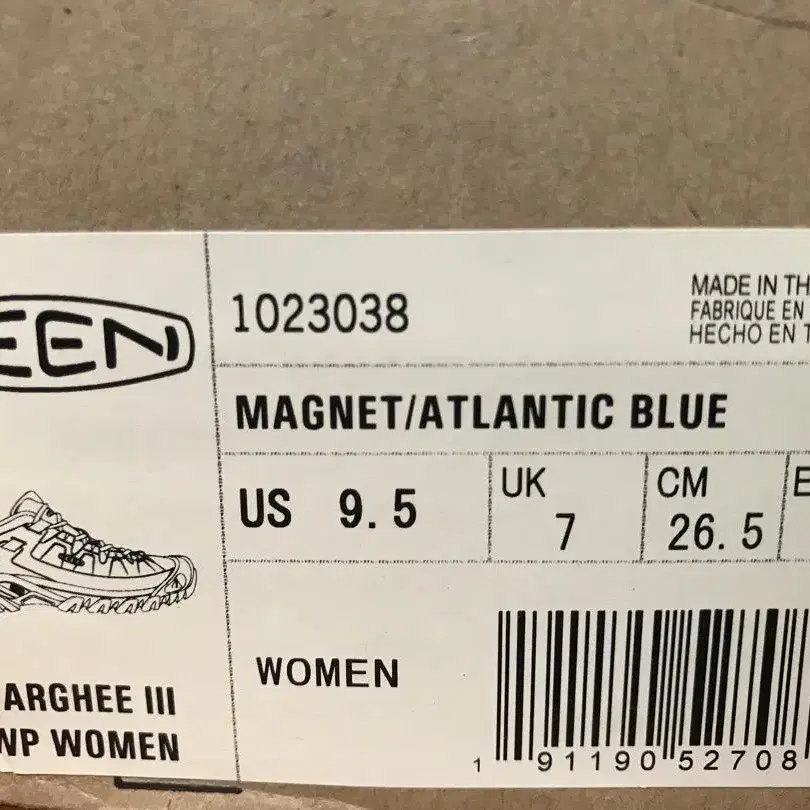 EEN
1023038
MADE IN TH
FABRIQUE EN
HECHO EN T
MAGNET/ATLANTIC BLUE
US 9.5
UK 7
CM 26.5
E
WOMEN
ARGHEE III
WP WOMEN
1 91190 52708